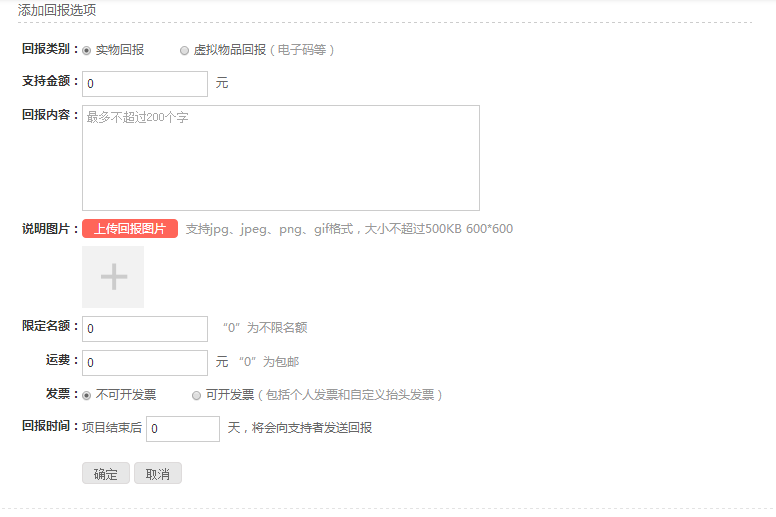 添加回报选项
回报类别：实物回报 虚拟物品回报（电子码等）
支持金额：0 元
回报内容：最多不超过200个字
说明图片：上传回报图片 支持jpg、jpeg、png、gif格式，大小不超过500KB 600*600
限定名额：0 “0”为不限名额
运费：0 元 “0”为包邮
发票：不可开发票 可开发票（包括个人发票和自定义抬头发票）
回报时间：项目结束后 0 天，将会向支持者发送回报
确定 取消